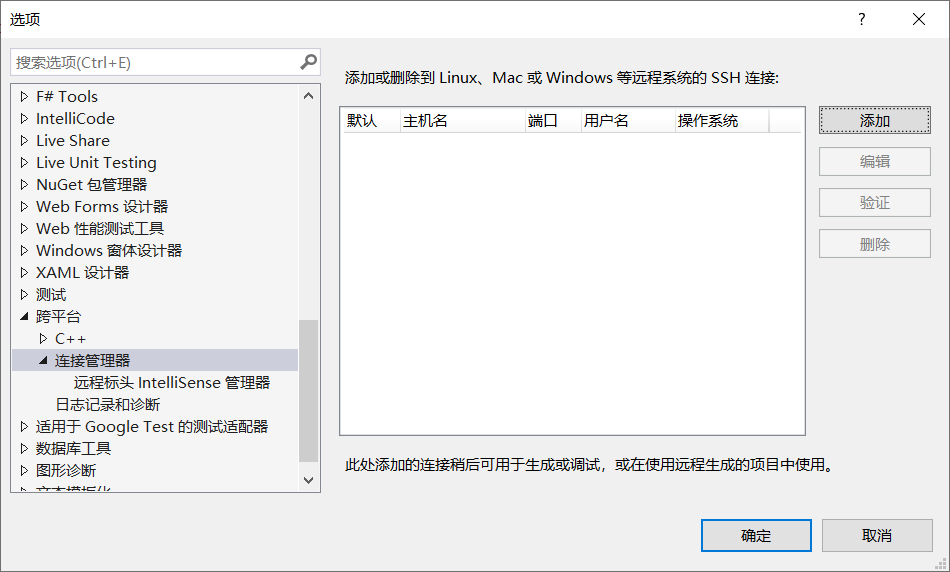 选项
搜索选项(Ctrl+E)
F# Tools
IntelliCode
Live Share
Live Unit Testing
NuGet 包管理器
Web Forms 设计器
Web 性能测试工具
Windows 窗体设计器
XAML 设计器
测试
跨平台
C++
连接管理器
远程标头 IntelliSense 管理器
日志记录和诊断
适用于 Google Test 的测试适配器
数据库工具
图形诊断
文本模板化
添加或删除到 Linux、Mac 或 Windows 等远程系统的 SSH 连接:
默认 主机名 端口 用户名 操作系统
添加
编辑
验证
删除
此处添加的连接稍后可用于生成或调试，或在使用远程生成的项目中使用。
确定 取消